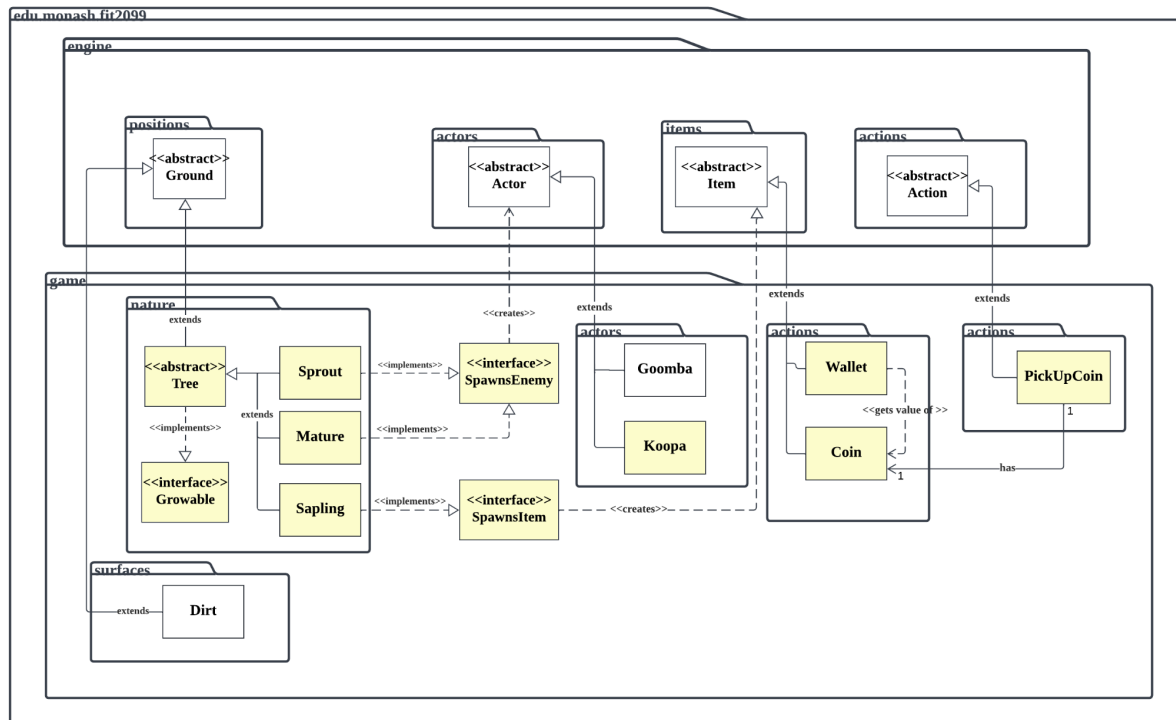 edu.monash.fit2099
engine
positions
<<abstract>>
Ground
actors
<<abstract>>
Actor
items
<<abstract>>
Item
actions
<<abstract>>
Action
game
nature
extends
<<abstract>>
Tree
<<implements>>
<<interface>>
Growable
extends
Sprout
Mature
Sapling
<<implements>>
<<implements>>
<<implements>>
<<creates>>
<<interface>>
SpawnsEnemy
<<interface>>
SpawnsItem
<<creates>>
extends
actors
Goomba
Koopa
extends
actions
Wallet
<<gets value of >>
Coin
1
extends
actions
PickUpCoin
1
has
surfaces
Dirt
extends